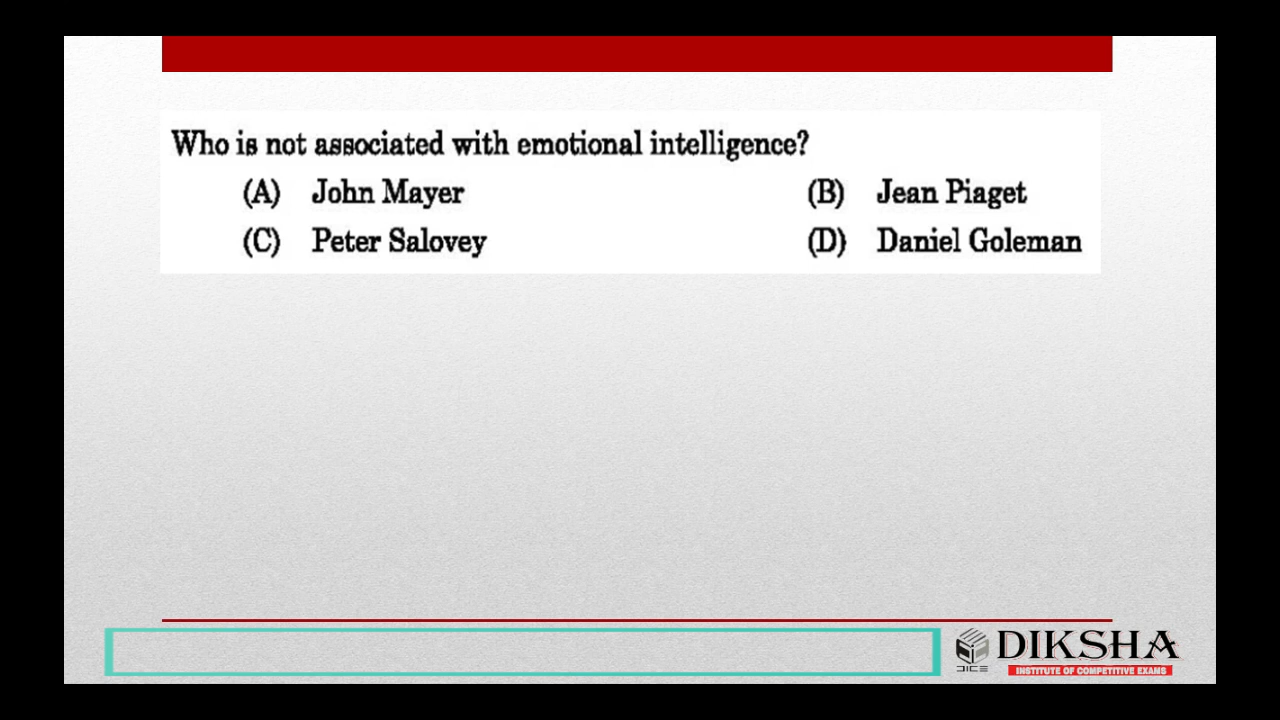 Who is not associated with emotional intelligence?
(A) John Mayer (B) Jean Piaget
(C) Peter Salovey (D) Daniel Goleman
DICE DIKSHA
INSTITUTE OF COMPETITIVE EXAMS